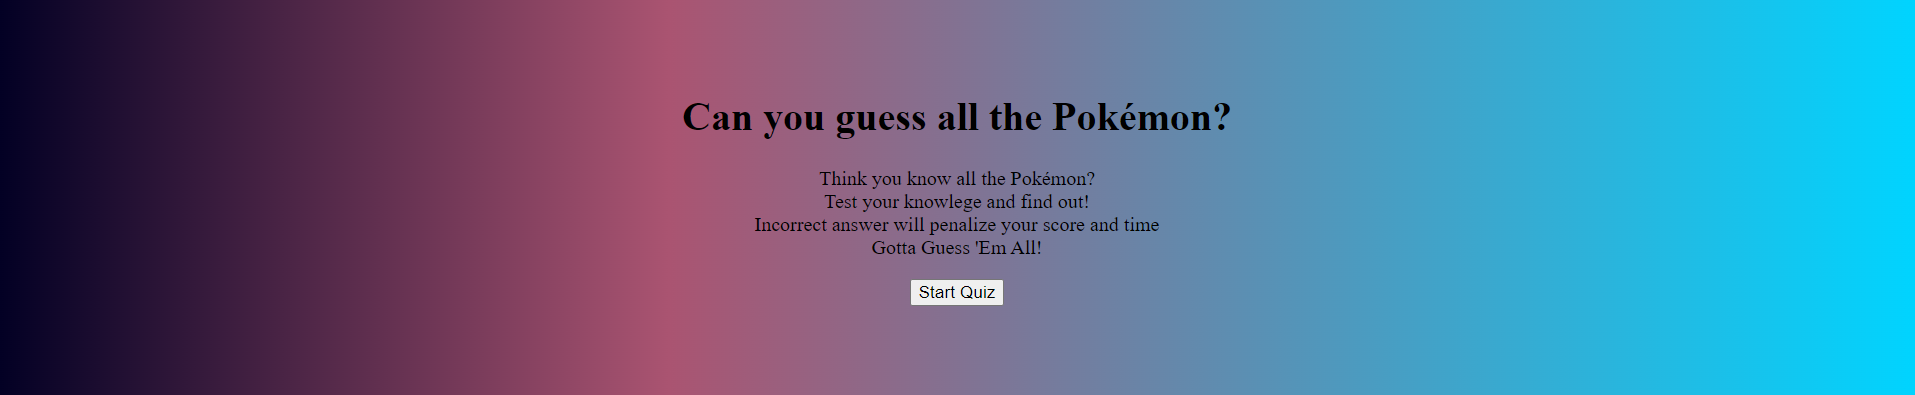 Can you guess all the Pokémon?
Think you know all the Pokémon?
Test your knowlege and find out!
Incorrect answer will penalize your score and time
Gotta Guess 'Em All!
Start Quiz